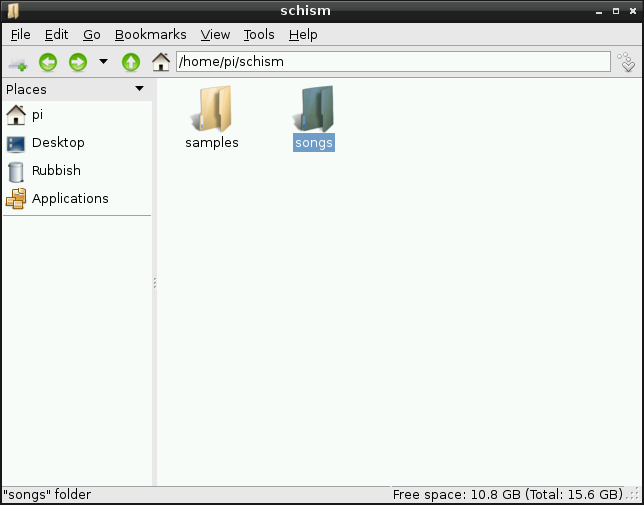 schism
File Edit Go Bookmarks View Tools Help
/home/pi/schism
Places
pi
Desktop
Rubbish
Applications
samples songs
"songs" folder
Free space: 10.8 GB (Total: 15.6 GB)